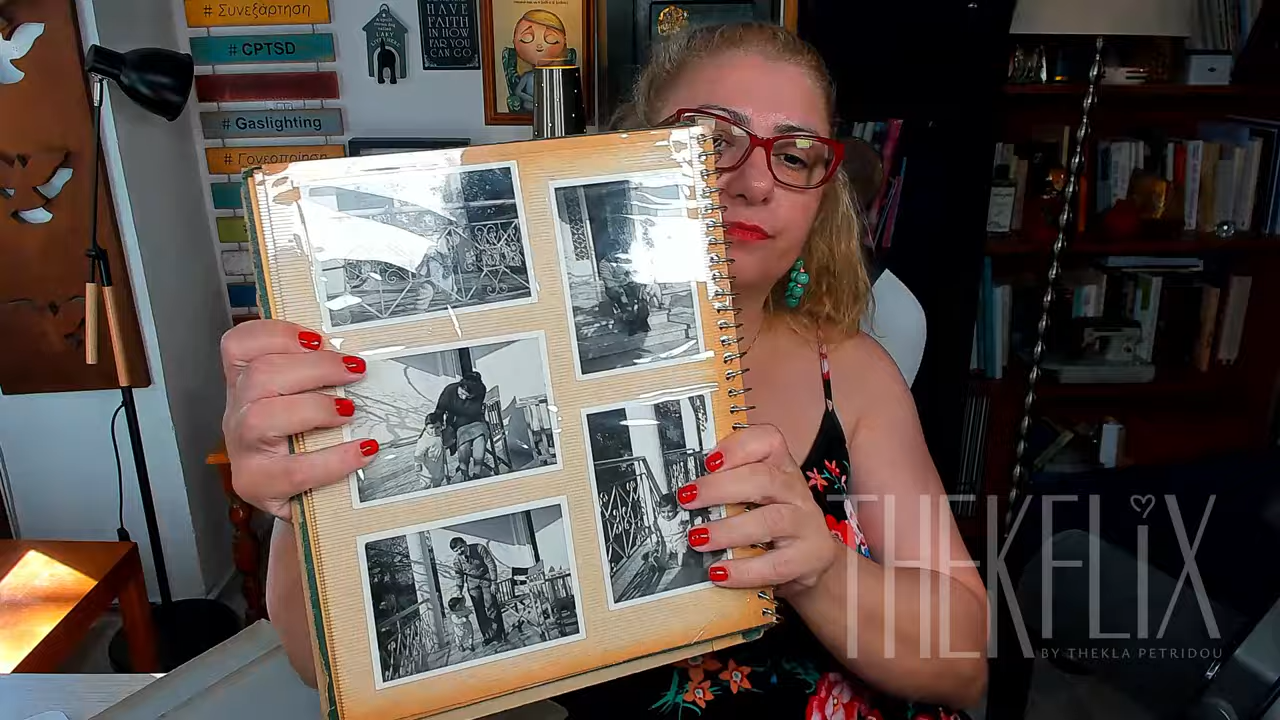 # Συνεξάρτηση
# CPTSD
# Gaslighting
# Γονεοποίηση
HAVE
FAITH
IN HOW
FAR YOU
CAN GO
THEKFLiX
BY THEKLA PETRIDOU